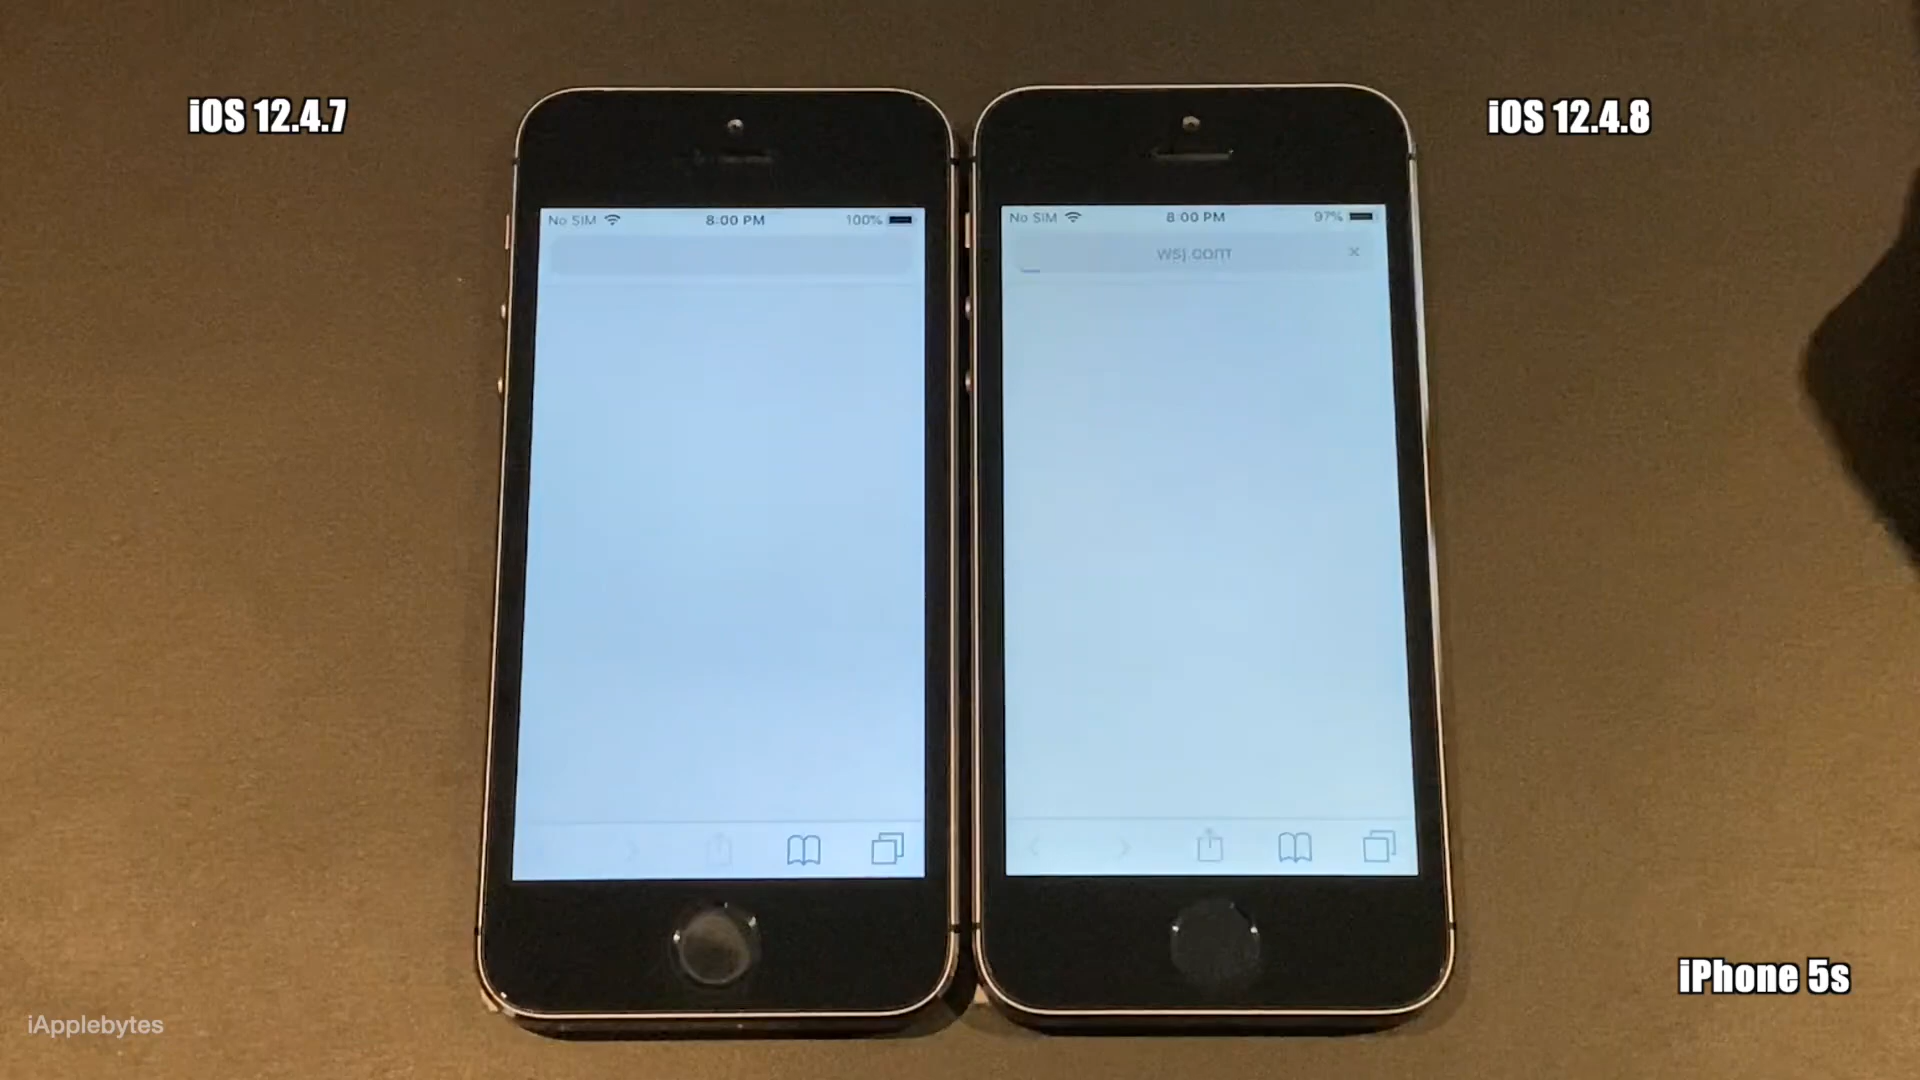 iOS 12.4.7
iOS 12.4.8
No SIM 8:00 PM 100%
No SIM 8:00 PM 97%
wsj.com
iPhone 5s
iApplebytes